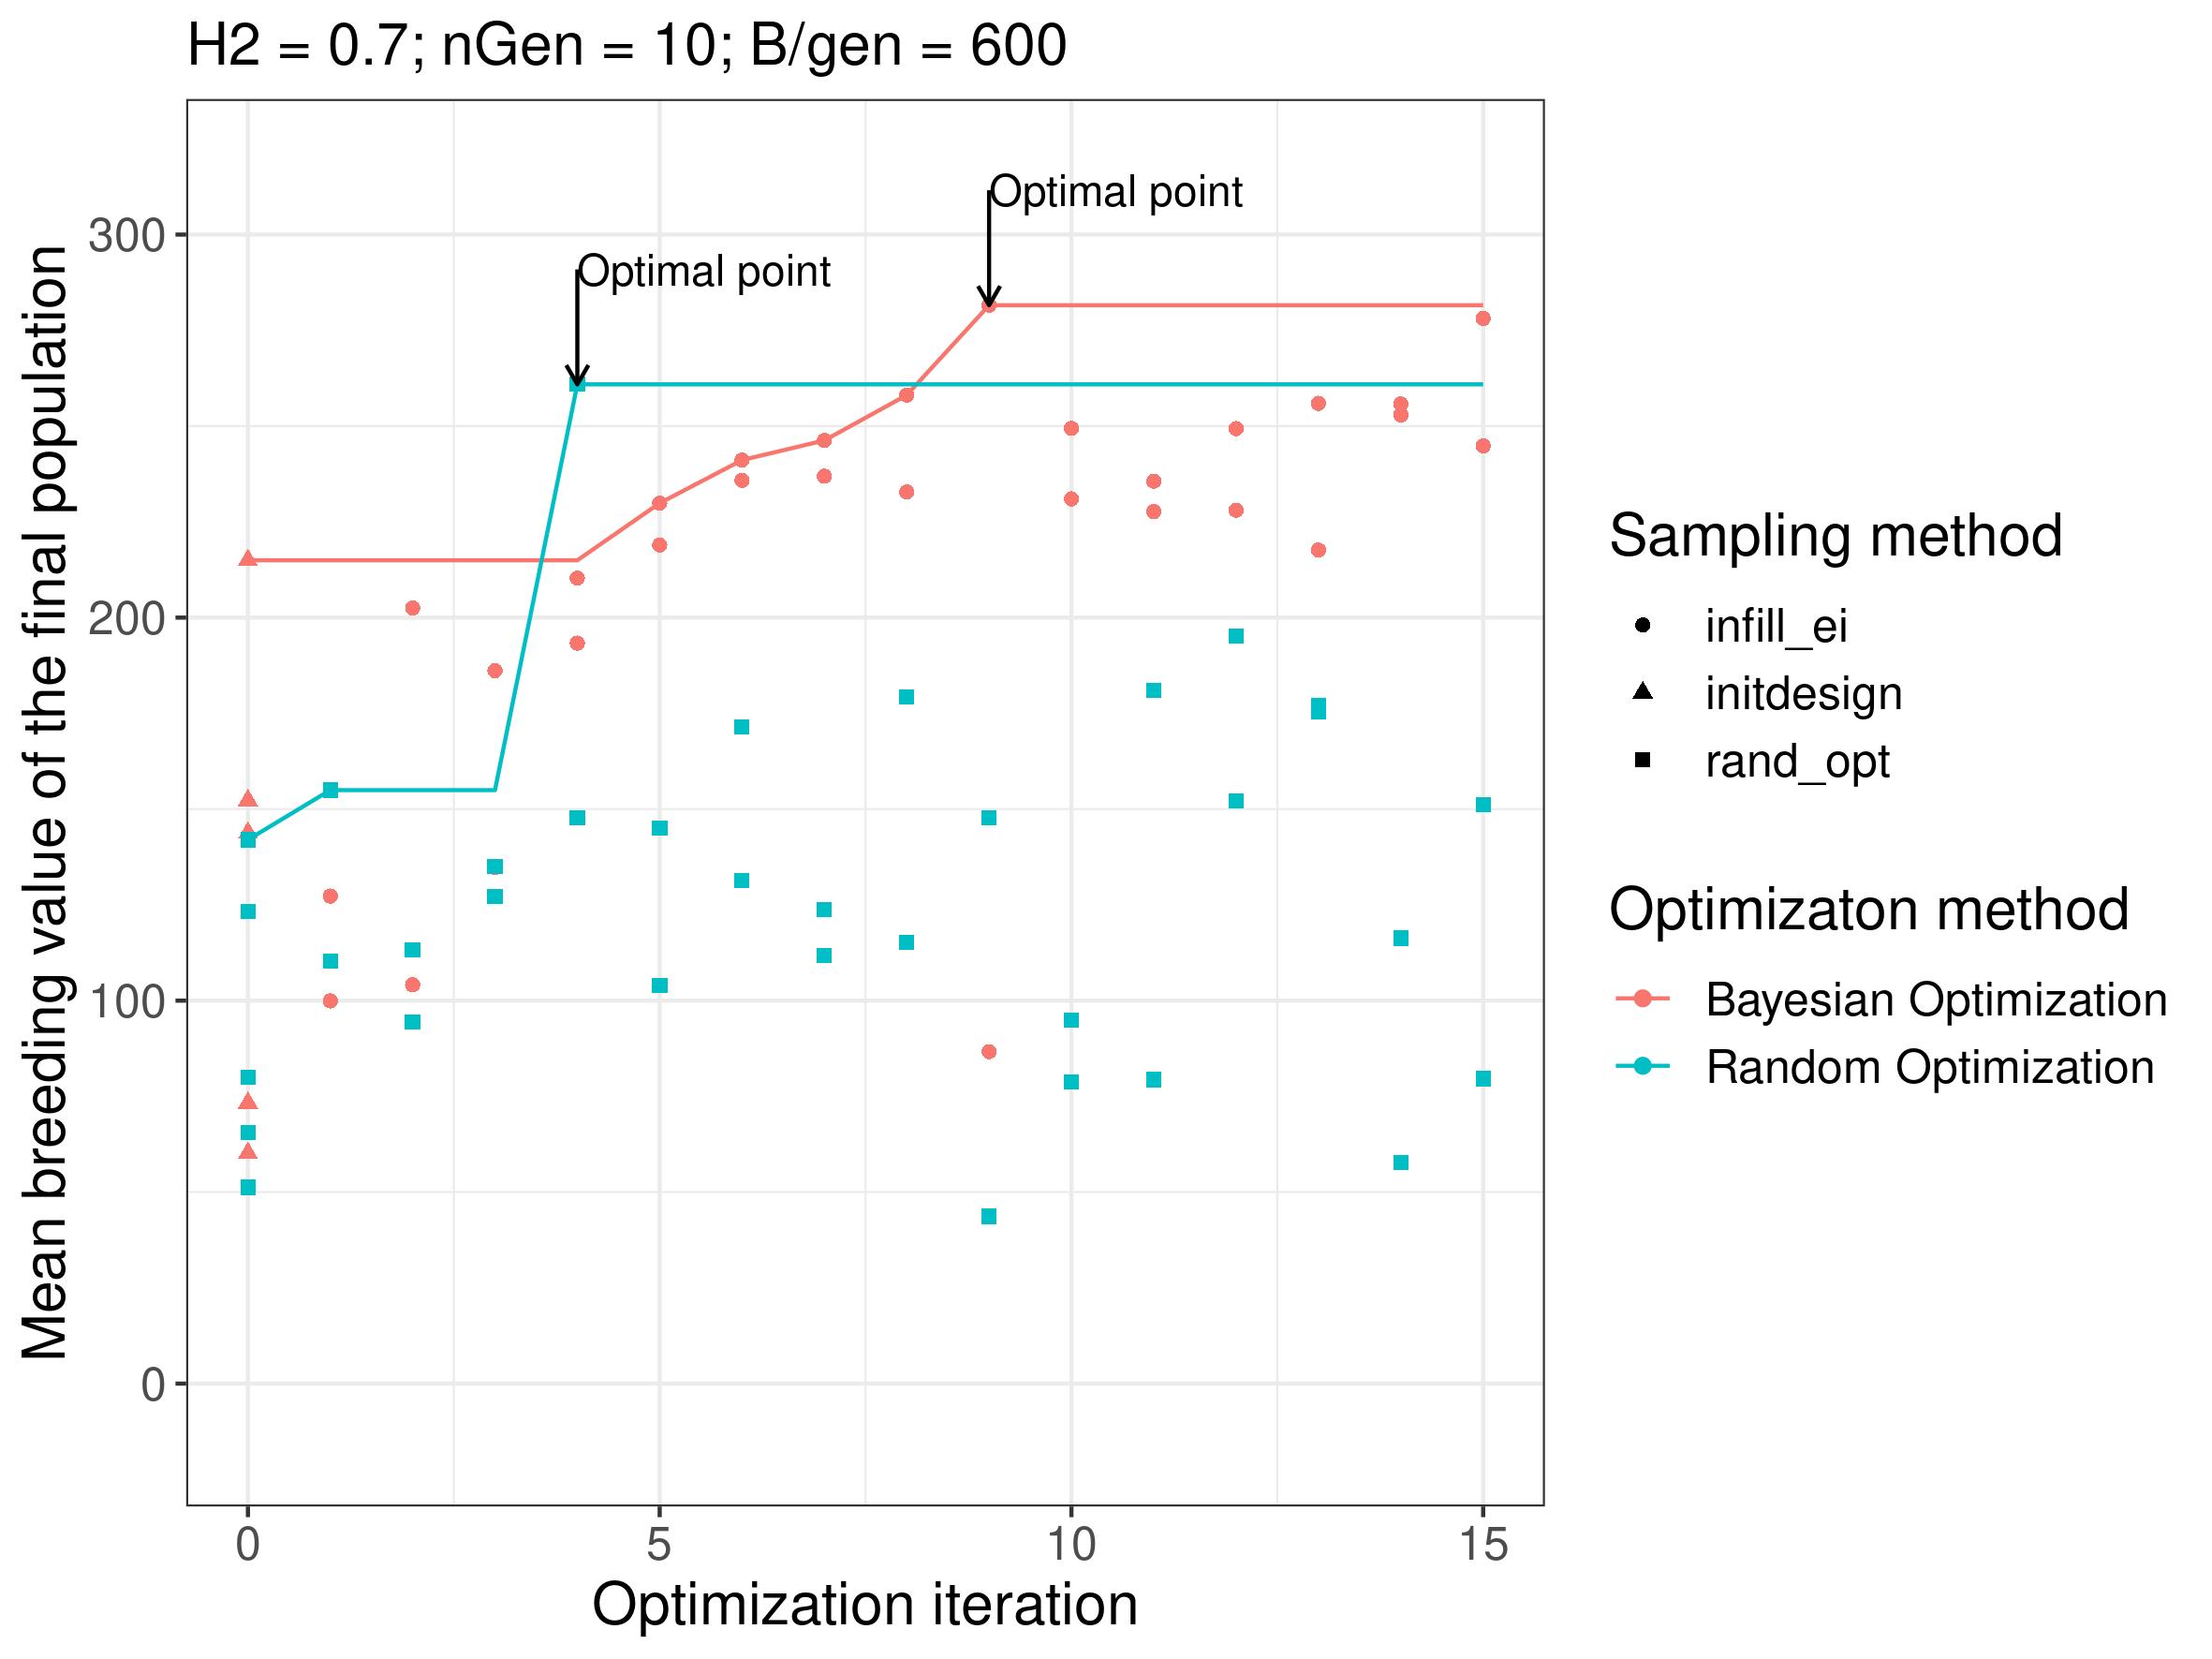 H2 = 0.7; nGen = 10; B/gen = 600
Mean breeding value of the final population
300
200
100
0
Optimal point
Optimal point
0 5 10 15
Optimization iteration
Sampling method
infill_ei
initdesign
rand_opt
Optimizaton method
Bayesian Optimization
Random Optimization